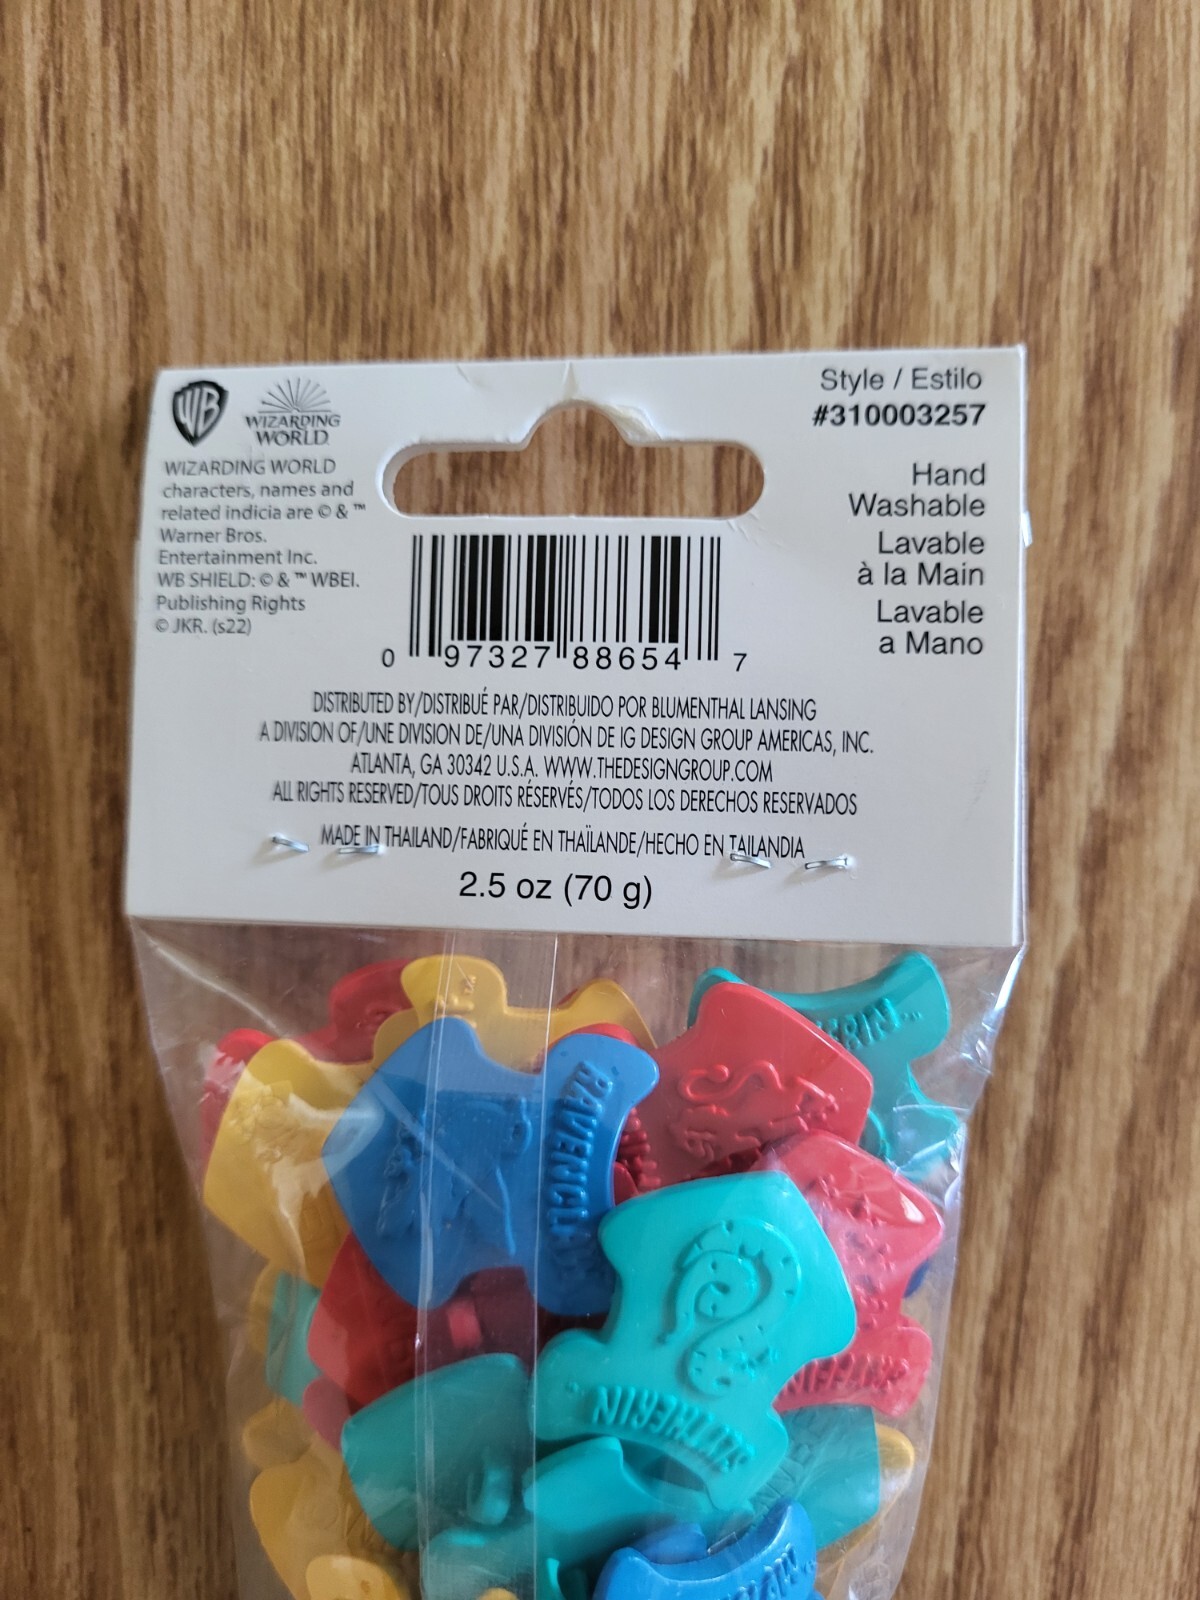 WB
WIZARDING
WORLD
WIZARDING WORLD
characters, names and
related indicia are © & ™
Warner Bros.
Entertainment Inc.
WB SHIELD: © & ™ WBEI.
Publishing Rights
© JKR. (s22)
Style / Estilo
#310003257
Hand
Washable
Lavable
à la Main
Lavable
a Mano
0 97327 88654 7
DISTRIBUTED BY/DISTRIBUÉ PAR/DISTRIBUIDO POR BLUMENTHAL LANSING
A DIVISION OF/UNE DIVISION DE/UNA DIVISIÓN DE IG DESIGN GROUP AMERICAS, INC.
ATLANTA, GA 30342 U.S.A. WWW.THEDESIGNGROUP.COM
ALL RIGHTS RESERVED/TOUS DROITS RÉSERVÉS/TODOS LOS DERECHOS RESERVADOS
MADE IN THAILAND/FABRIQUÉ EN THAÏLANDE/HECHO EN TAILANDIA
2.5 oz (70 g)
RAVENCL
SLYTHERIN